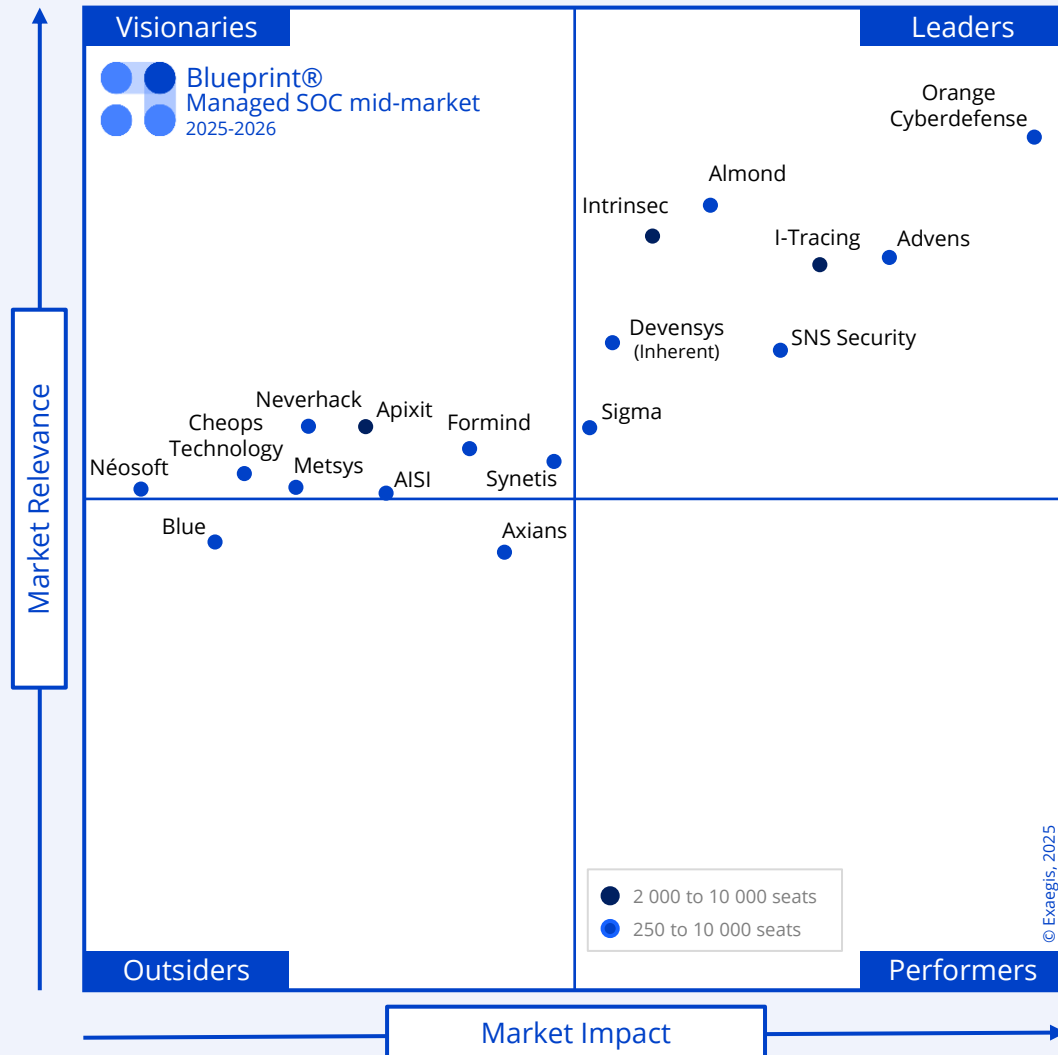 Visionaries
Leaders
Blueprint®
Managed SOC mid-market
2025-2026
Orange
Cyberdefense
Almond
Intrinsec
I-Tracing
Advens
Devensys
(Inherent)
SNS Security
Neverhack
Apixit
Sigma
Cheops
Technology
Formind
Néosoft
Metsys
AISI
Synetis
Blue
Axians
Market Relevance
2 000 to 10 000 seats
250 to 10 000 seats
© Exaegis, 2025
Outsiders
Performers
Market Impact